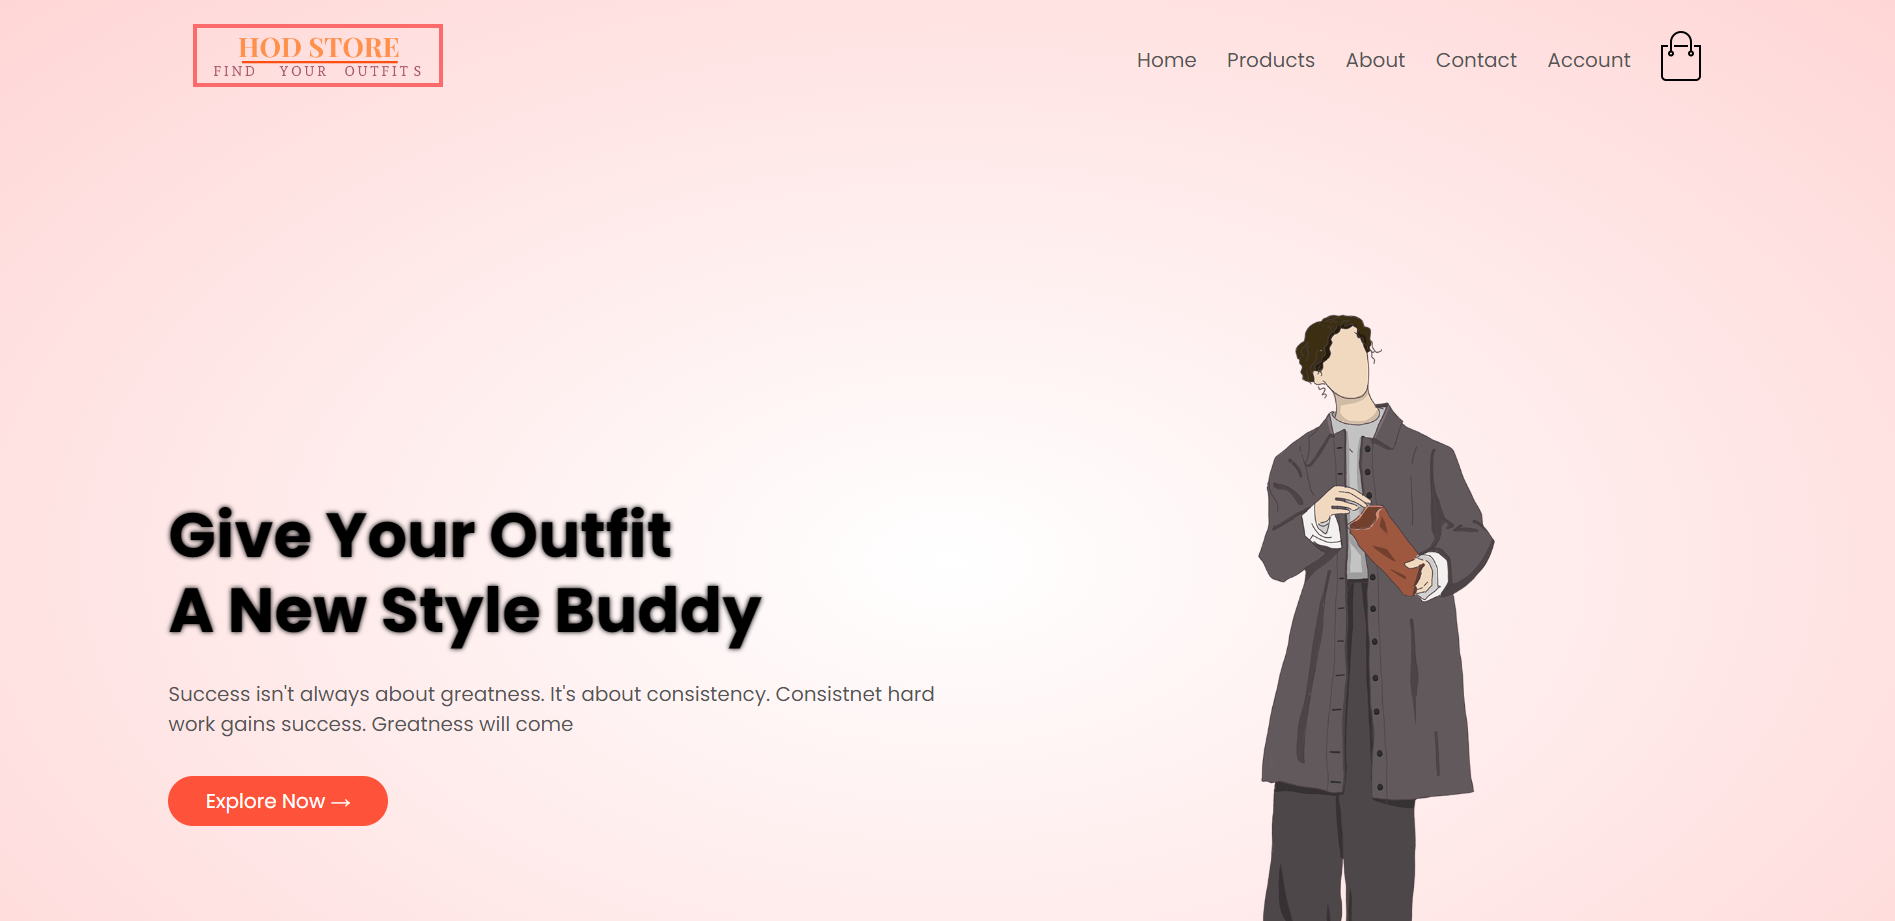 HOD STORE
FIND YOUR OUTFITS
Home Products About Contact Account
Give Your Outfit
A New Style Buddy
Success isn't always about greatness. It's about consistency. Consistnet hard
work gains success. Greatness will come
Explore Now →